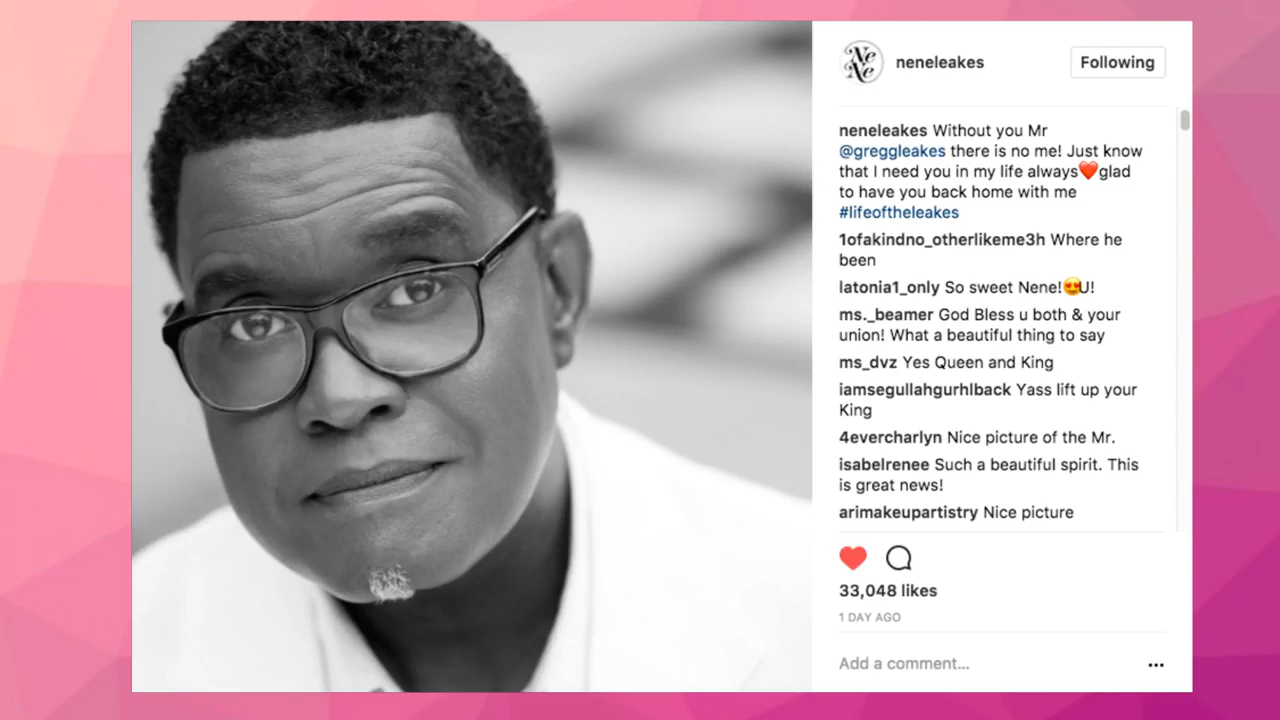 Ne
Ne
neneleakes
Following
neneleakes Without you Mr
@greggleakes there is no me! Just know
that I need you in my life always❤️glad
to have you back home with me
#lifeoftheleakes
1ofakindno_otherlikeme3h Where he
been
latonia1_only So sweet Nene!😍U!
ms._beamer God Bless u both & your
union! What a beautiful thing to say
ms_dvz Yes Queen and King
iamsegullahgurhlback Yass lift up your
King
4evercharlyn Nice picture of the Mr.
isabelrenee Such a beautiful spirit. This
is great news!
arimakeupartistry Nice picture
33,048 likes
1 DAY AGO
Add a comment...